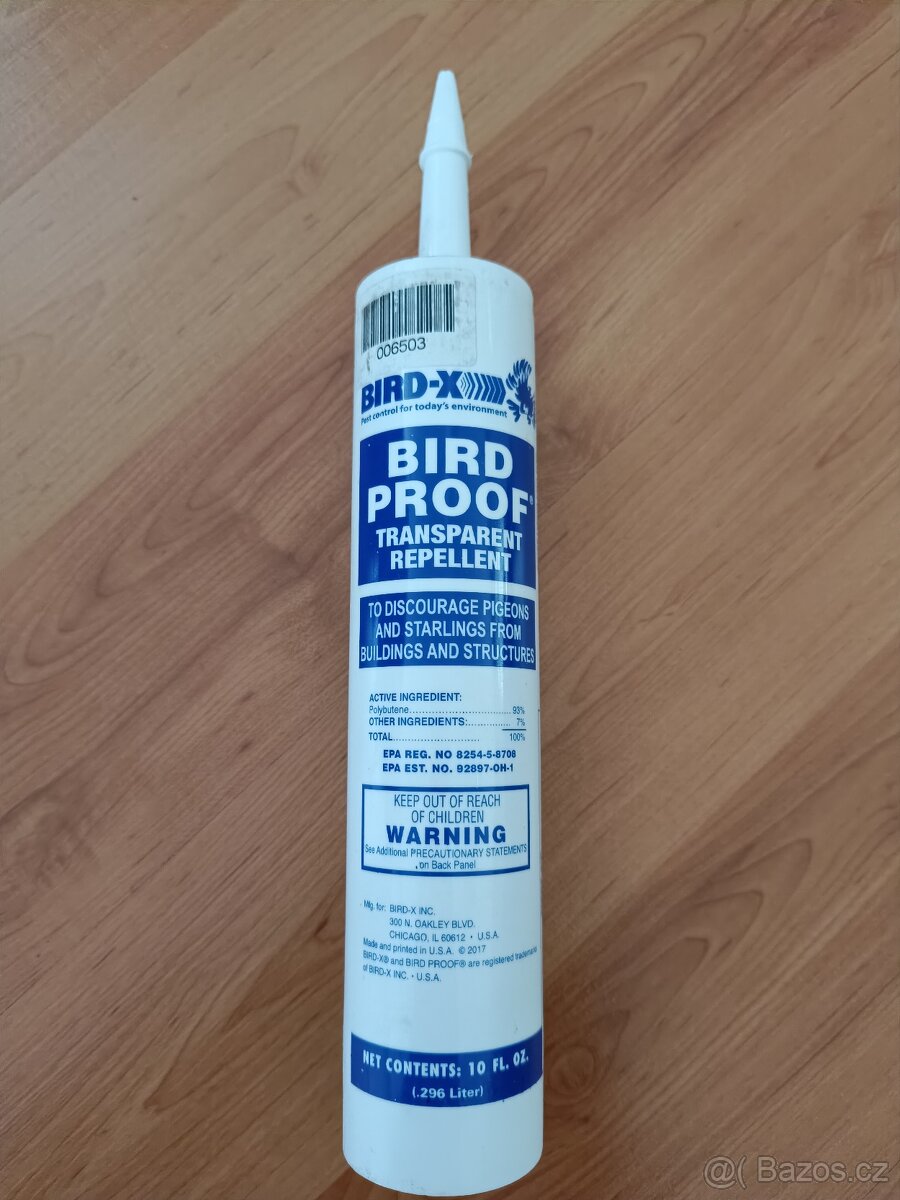 006503
BIRD-X
Pest control for today's environment
BIRD
PROOF®
TRANSPARENT
REPELLENT
TO DISCOURAGE PIGEONS
AND STARLINGS FROM
BUILDINGS AND STRUCTURES
ACTIVE INGREDIENT:
Polybutene.......................... 93%
OTHER INGREDIENTS:............. 7%
TOTAL............................ 100%
EPA REG. NO 8254-5-8708
EPA EST. NO. 92897-OH-1
KEEP OUT OF REACH
OF CHILDREN
WARNING
See Additional PRECAUTIONARY STATEMENTS
on Back Panel
Mfg. for: BIRD-X INC.
300 N. OAKLEY BLVD.
CHICAGO, IL 60612 • U.S.A.
Made and printed in U.S.A. © 2017
BIRD-X® and BIRD PROOF® are registered trademarks
of BIRD-X INC. • U.S.A.
NET CONTENTS: 10 FL. OZ.
(.296 Liter)
@( Bazos.cz